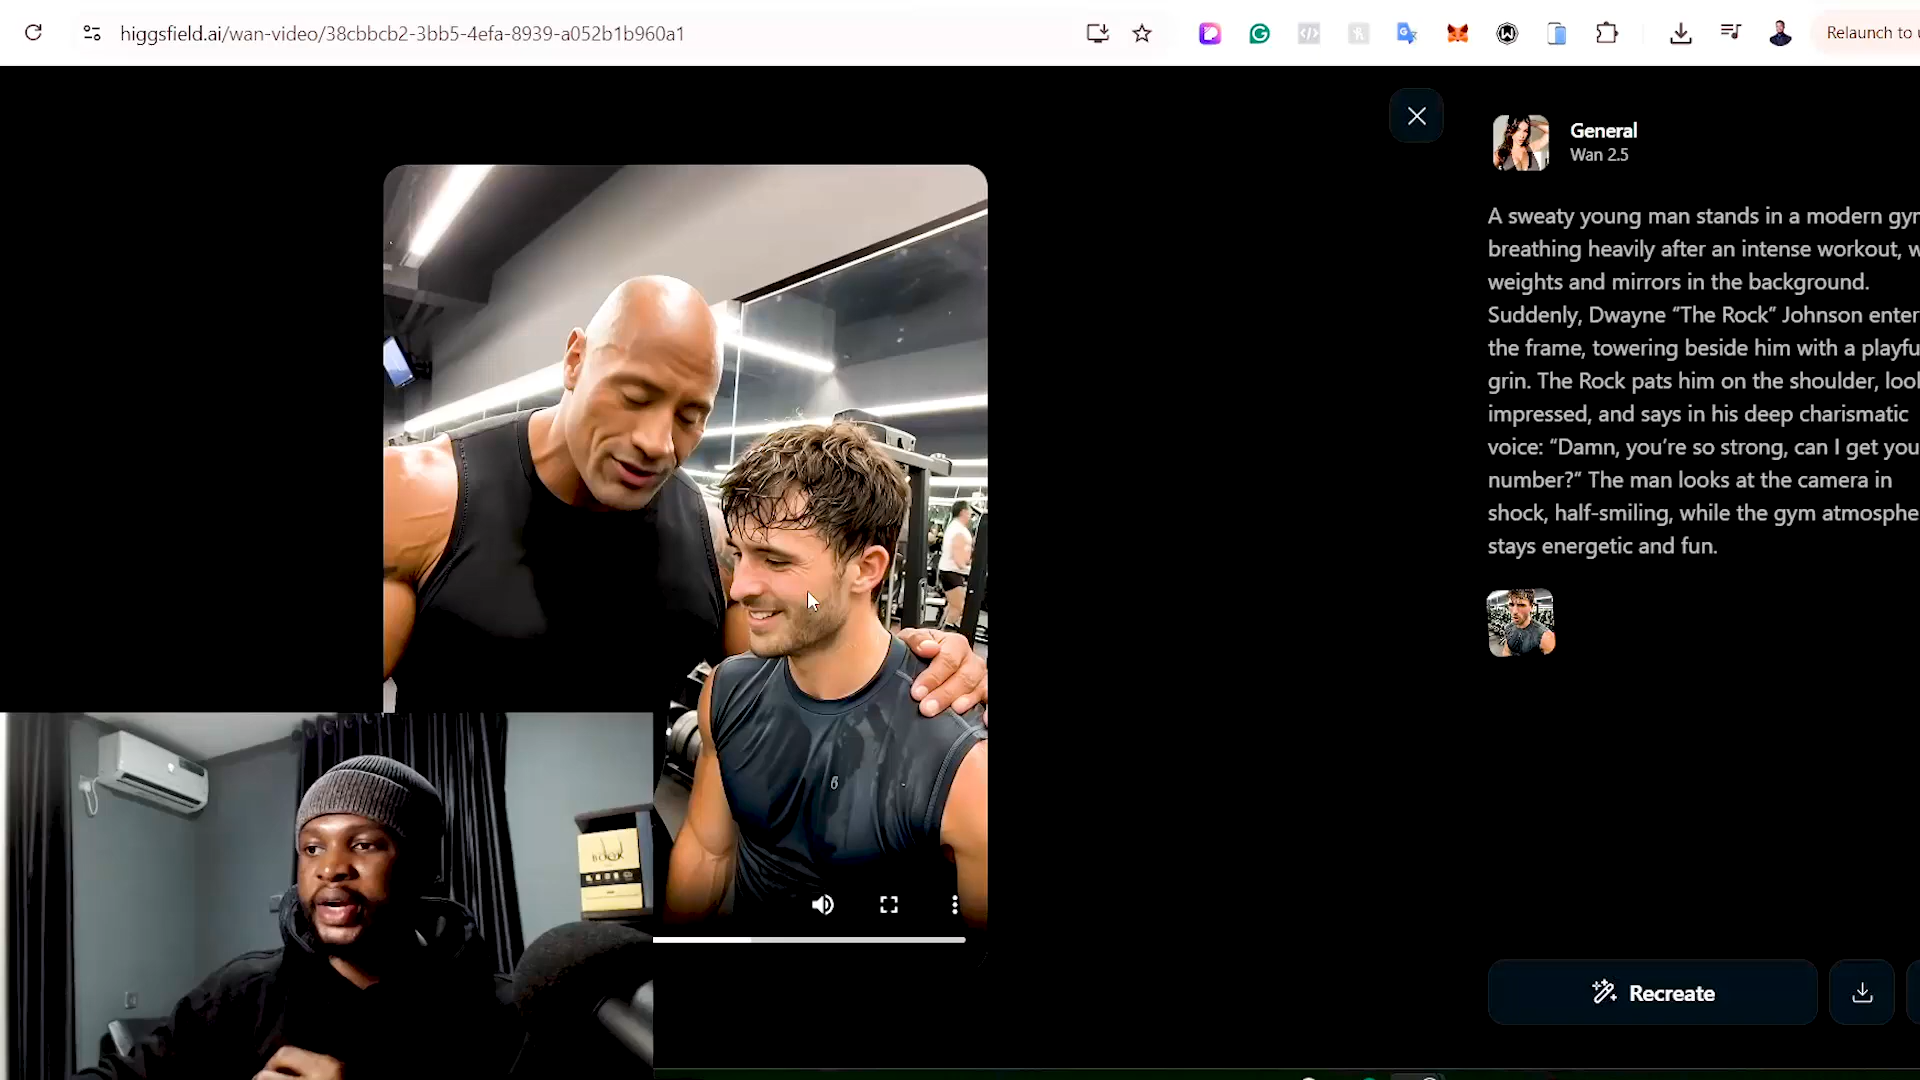 higgsfield.ai/wan-video/38cbbcb2-3bb5-4efa-8939-a052b1b960a1
Relaunch to
General
Wan 2.5
A sweaty young man stands in a modern gy
breathing heavily after an intense workout, w
weights and mirrors in the background.
Suddenly, Dwayne “The Rock” Johnson enter
the frame, towering beside him with a playfu
grin. The Rock pats him on the shoulder, loo
impressed, and says in his deep charismatic
voice: “Damn, you’re so strong, can I get you
number?” The man looks at the camera in
shock, half-smiling, while the gym atmosphe
stays energetic and fun.
BOOK
Recreate